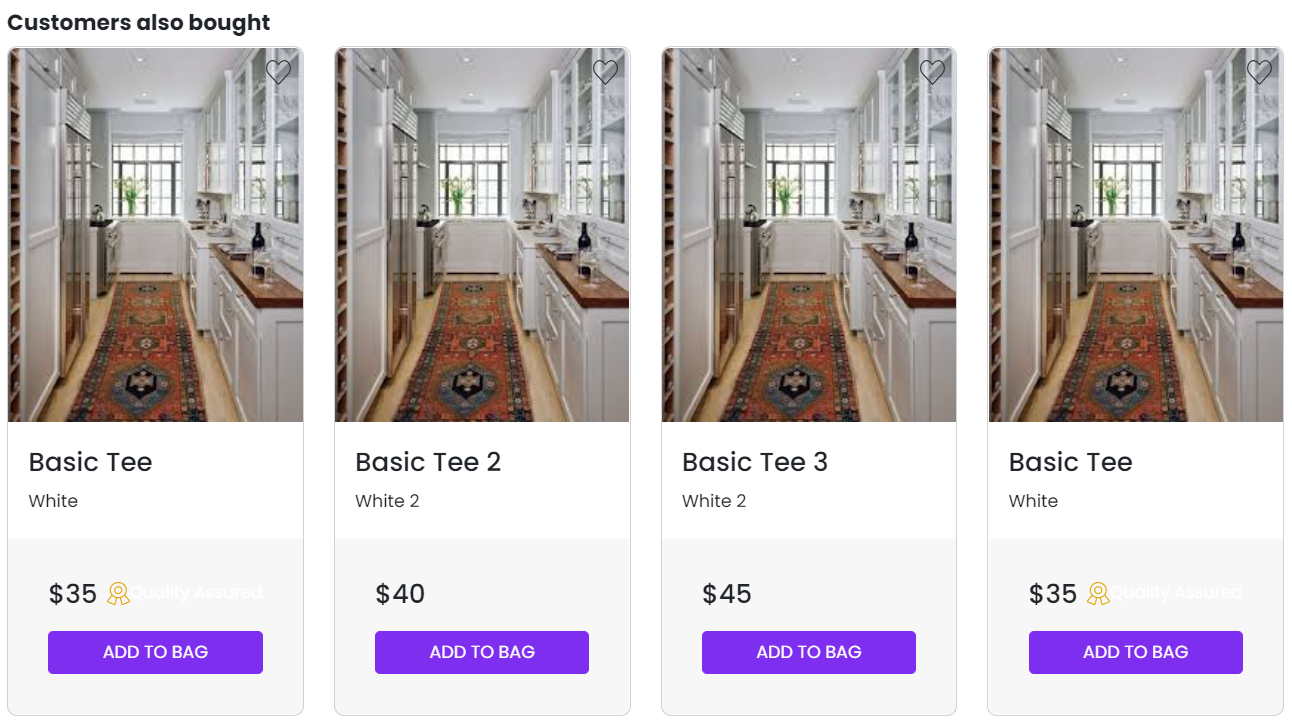 Customers also bought
Basic Tee
White
$35 Quality Assured
ADD TO BAG
Basic Tee 2
White 2
$40
ADD TO BAG
Basic Tee 3
White 2
$45
ADD TO BAG
Basic Tee
White
$35 Quality Assured
ADD TO BAG